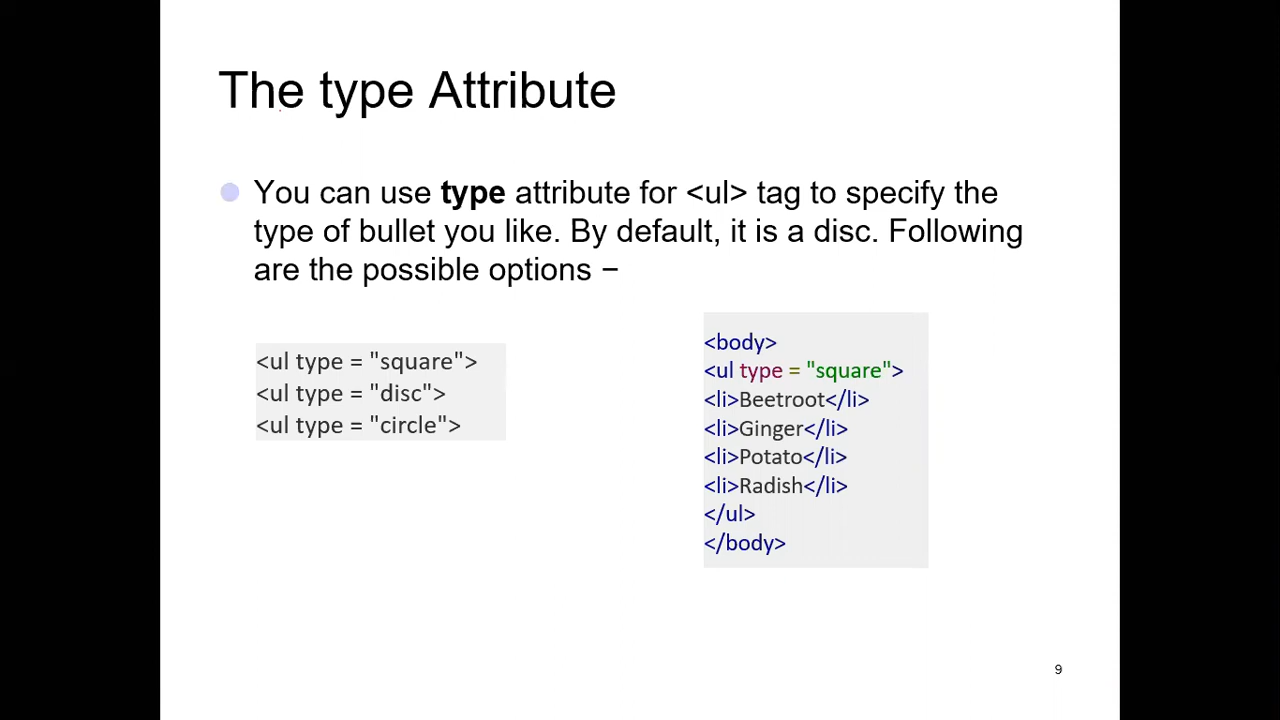 The type Attribute
You can use type attribute for <ul> tag to specify the
type of bullet you like. By default, it is a disc. Following
are the possible options −
<ul type = "square">
<ul type = "disc">
<ul type = "circle">
<body>
<ul type = "square">
<li>Beetroot</li>
<li>Ginger</li>
<li>Potato</li>
<li>Radish</li>
</ul>
</body>
9